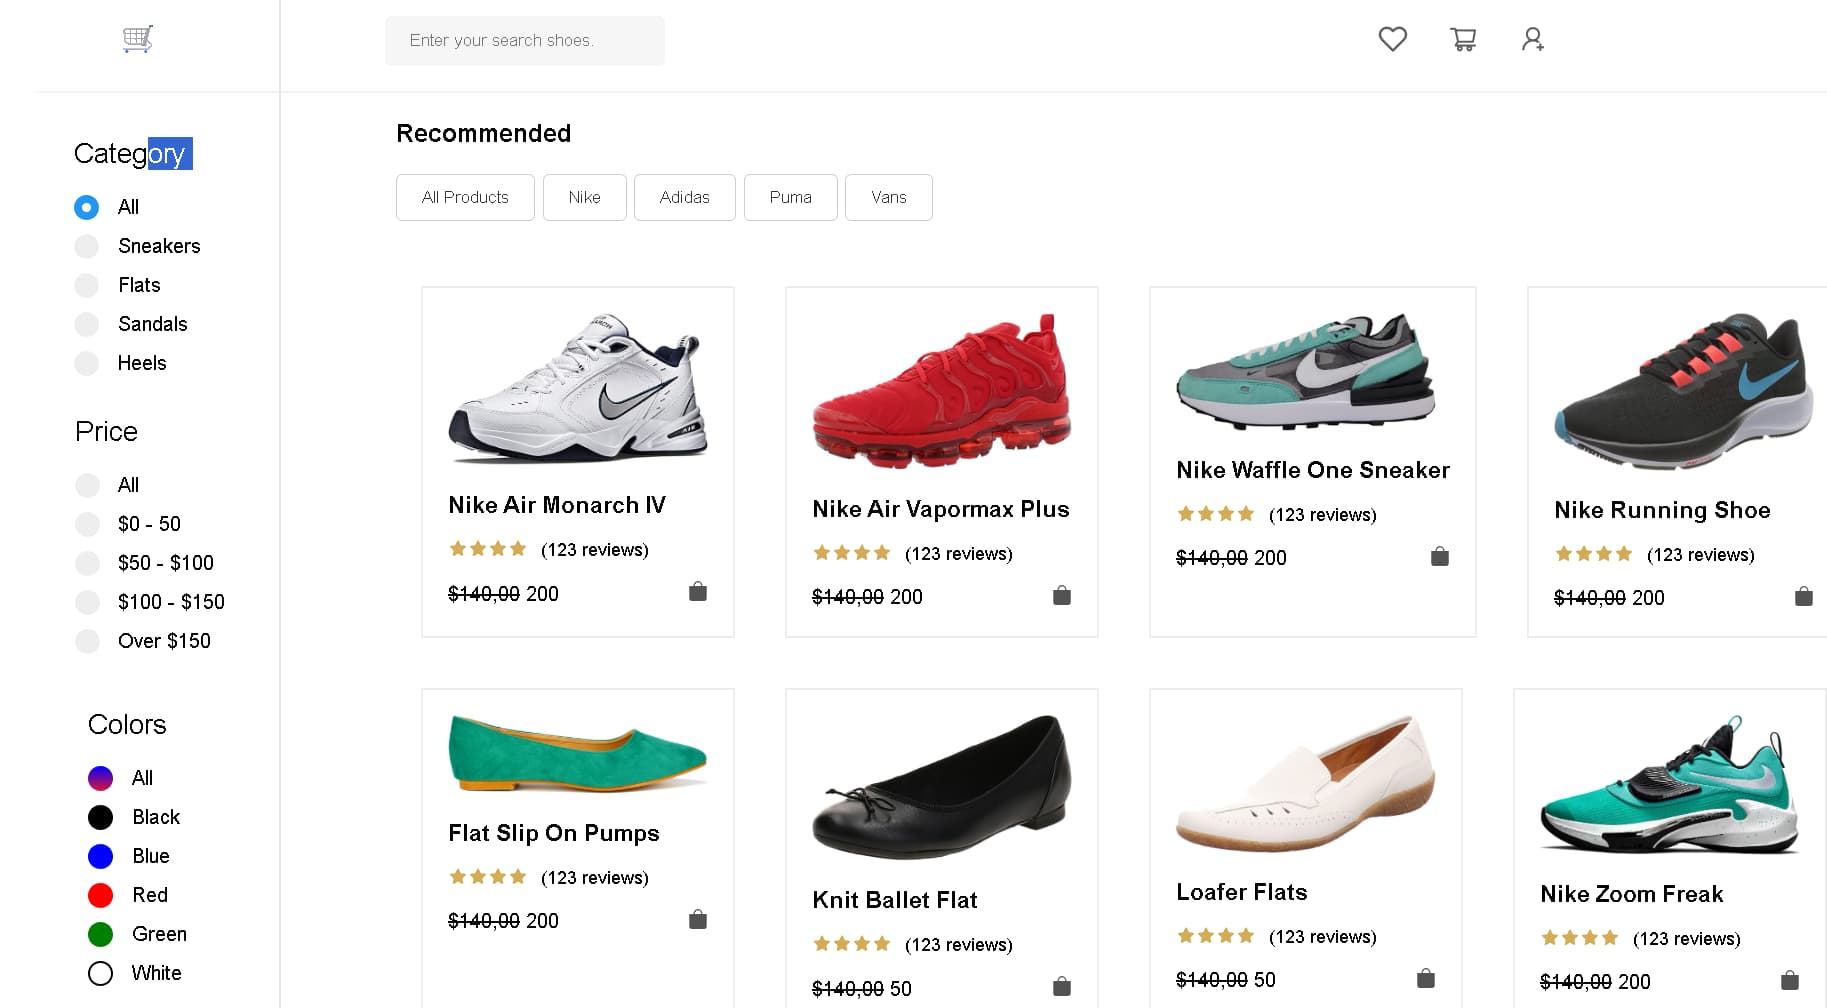 Enter your search shoes.
Category
All
Sneakers
Flats
Sandals
Heels
Price
All
$0 - 50
$50 - $100
$100 - $150
Over $150
Colors
All
Black
Blue
Red
Green
White
Recommended
All Products
Nike
Adidas
Puma
Vans
Nike Air Monarch IV
(123 reviews)
$140,00 200
Nike Air Vapormax Plus
(123 reviews)
$140,00 200
Nike Waffle One Sneaker
(123 reviews)
$140,00 200
Nike Running Shoe
(123 reviews)
$140,00 200
Flat Slip On Pumps
(123 reviews)
$140,00 200
Knit Ballet Flat
(123 reviews)
$140,00 50
Loafer Flats
(123 reviews)
$140,00 50
Nike Zoom Freak
(123 reviews)
$140,00 200